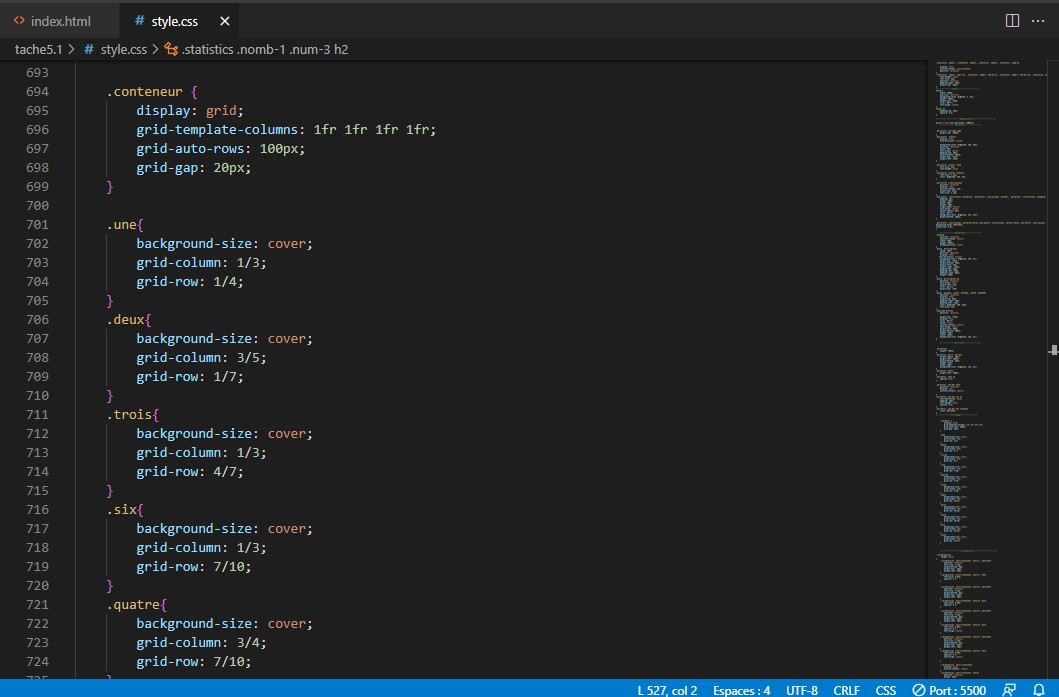 index.html
style.css
tache5.1 > style.css > .statistics .nomb-1 .num-3 h2
693
694 .conteneur {
695 display: grid;
696 grid-template-columns: 1fr 1fr 1fr 1fr;
697 grid-auto-rows: 100px;
698 grid-gap: 20px;
699 }
700
701 .une{
702 background-size: cover;
703 grid-column: 1/3;
704 grid-row: 1/4;
705 }
706 .deux{
707 background-size: cover;
708 grid-column: 3/5;
709 grid-row: 1/7;
710 }
711 .trois{
712 background-size: cover;
713 grid-column: 1/3;
714 grid-row: 4/7;
715 }
716 .six{
717 background-size: cover;
718 grid-column: 1/3;
719 grid-row: 7/10;
720 }
721 .quatre{
722 background-size: cover;
723 grid-column: 3/4;
724 grid-row: 7/10;
L 527, col 2 Espaces : 4 UTF-8 CRLF CSS Port : 5500